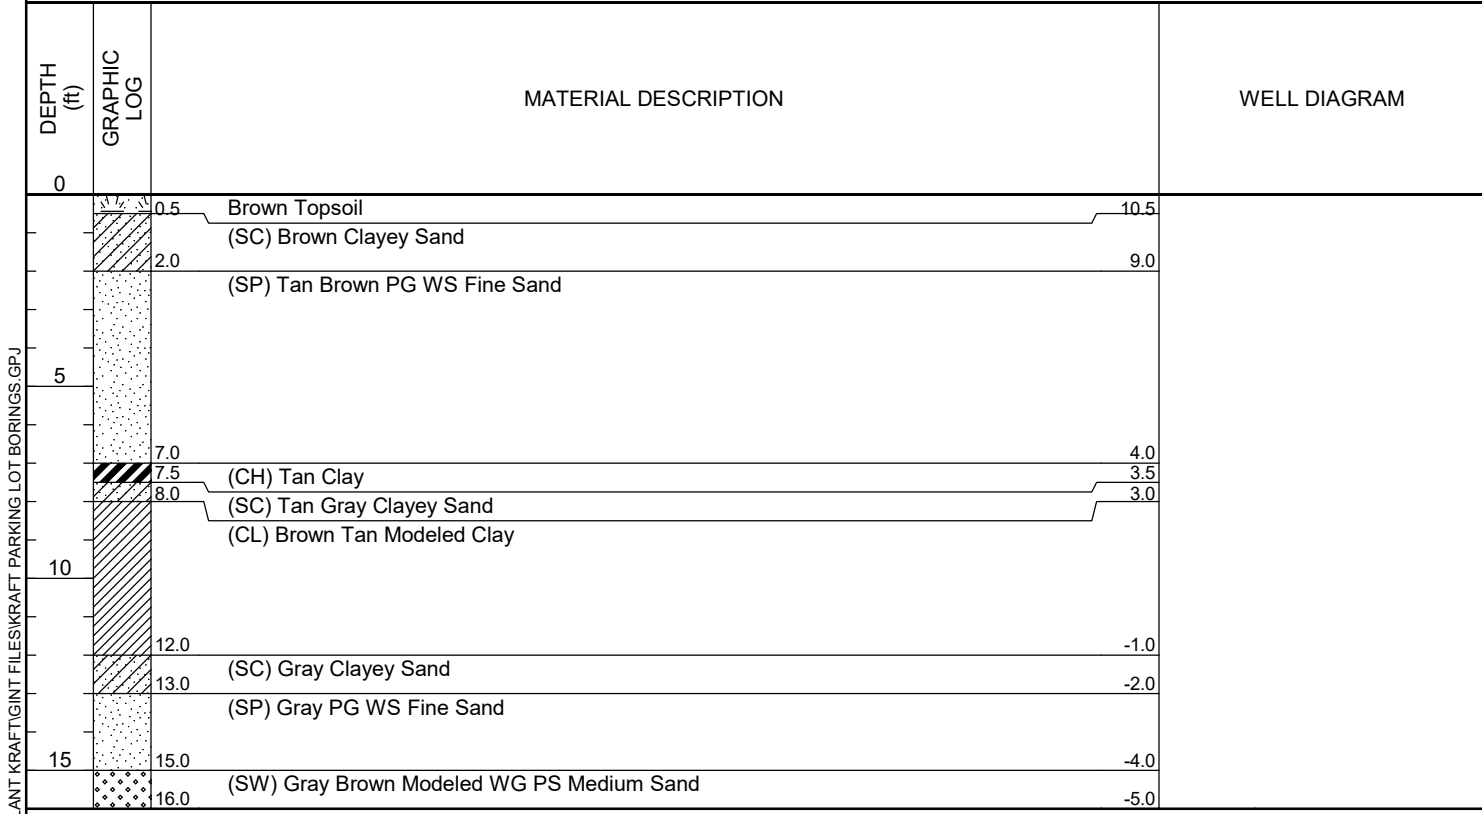 DEPTH
(ft)
GRAPHIC
LOG
MATERIAL DESCRIPTION
WELL DIAGRAM
0
0.5 Brown Topsoil 10.5
(SC) Brown Clayey Sand
2.0 9.0
(SP) Tan Brown PG WS Fine Sand
5
7.0 4.0
7.5 (CH) Tan Clay 3.5
8.0 (SC) Tan Gray Clayey Sand 3.0
(CL) Brown Tan Modeled Clay
10
12.0 -1.0
(SC) Gray Clayey Sand
13.0 -2.0
(SP) Gray PG WS Fine Sand
15
15.0 -4.0
(SW) Gray Brown Modeled WG PS Medium Sand
16.0 -5.0
ANT KRAFT\GINT FILES\KRAFT PARKING LOT BORINGS.GPJ